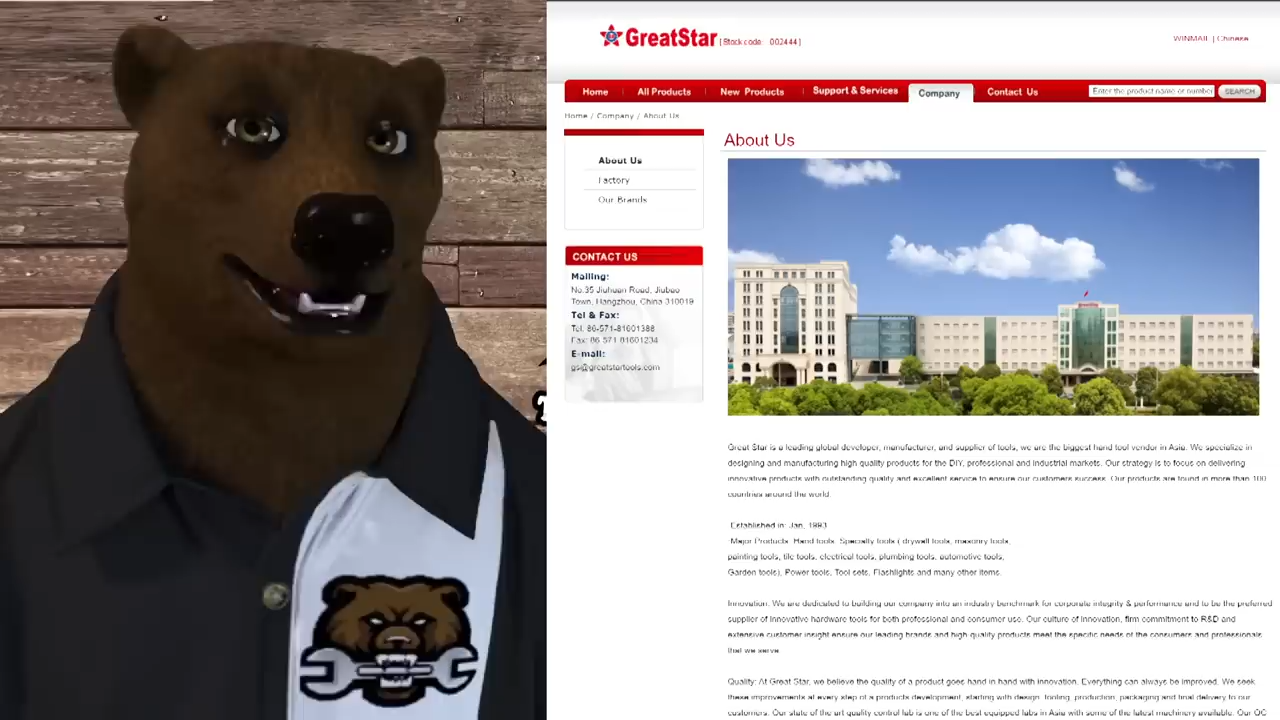 GreatStar [Stock code: 002444]
WINMAIL | Chinese
Home All Products New Products Support & Services Company Contact Us Enter the product name or number SEARCH
Home / Company / About Us
About Us
Factory
Our Brands
CONTACT US
Mailing:
No.35 Jiuhuan Road, Jiubao
Town, Hangzhou, China 310019
Tel & Fax:
Tel: 86-571-81601388
Fax: 86-571-81601234
E-mail:
gs@greatstartools.com
About Us
Great Star is a leading global developer, manufacturer, and supplier of tools, we are the biggest hand tool vendor in Asia. We specialize in
designing and manufacturing high quality products for the DIY, professional and industrial markets. Our strategy is to focus on delivering
innovative products with outstanding quality and excellent service to ensure our customers success. Our products are found in more than 100
countries around the world.
Established in: Jan, 1993
Major Products: Hand tools. Specialty tools ( drywall tools, masonry tools,
painting tools, tile tools, electrical tools, plumbing tools, automotive tools,
Garden tools), Power tools, Tool sets, Flashlights and many other items.
Innovation: We are dedicated to building our company into an industry benchmark for corporate integrity & performance and to be the preferred
supplier of innovative hardware tools for both professional and consumer use. Our culture of innovation, firm commitment to R&D and
extensive customer insight ensure our leading brands and high quality products meet the specific needs of the consumers and professionals
that we serve.
Quality: At Great Star, we believe the quality of a product goes hand in hand with innovation. Everything can always be improved. We seek
these improvements at every step of a products development, starting with design, tooling, production, packaging and final delivery to our
customers. Our state of the art quality control lab is one of the best equipped labs in Asia with some of the latest machinery available. Our QC